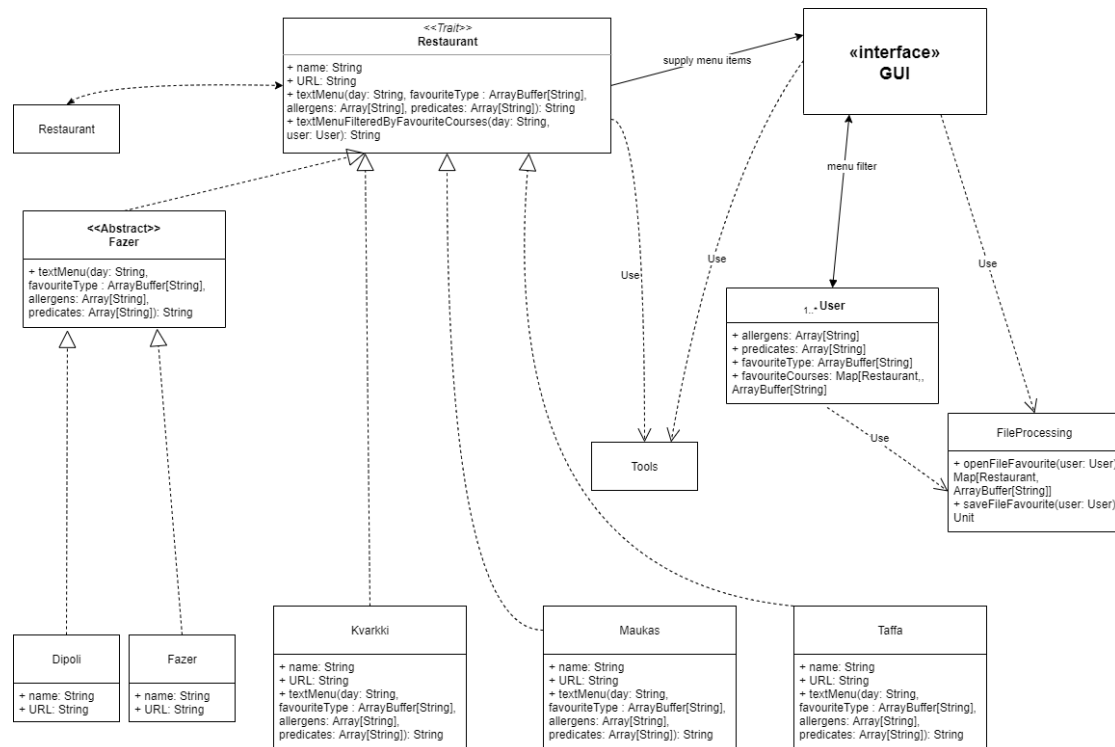 <<Trait>>
Restaurant
+ name: String
+ URL: String
+ textMenu(day: String, favouriteType : ArrayBuffer[String],
allergens: Array[String], predicates: Array[String]): String
+ textMenuFilteredByFavouriteCourses(day: String,
user: User): String
supply menu items
«interface»
GUI
Restaurant
menu filter
<<Abstract>>
Fazer
+ textMenu(day: String,
favouriteType : ArrayBuffer[String],
allergens: Array[String],
predicates: Array[String]): String
Use
Use
Use
1..* User
+ allergens: Array[String]
+ predicates: Array[String]
+ favouriteType: ArrayBuffer[String]
+ favouriteCourses: Map[Restaurant,,
ArrayBuffer[String]
Use
Tools
FileProcessing
+ openFileFavourite(user: User)
Map[Restaurant,
ArrayBuffer[String]]
+ saveFileFavourite(user: User)
Unit
Dipoli
+ name: String
+ URL: String
Fazer
+ name: String
+ URL: String
Kvarkki
+ name: String
+ URL: String
+ textMenu(day: String,
favouriteType : ArrayBuffer[String],
allergens: Array[String],
predicates: Array[String]): String
Maukas
+ name: String
+ URL: String
+ textMenu(day: String,
favouriteType : ArrayBuffer[String],
allergens: Array[String],
predicates: Array[String]): String
Taffa
+ name: String
+ URL: String
+ textMenu(day: String,
favouriteType : ArrayBuffer[String],
allergens: Array[String],
predicates: Array[String]): String